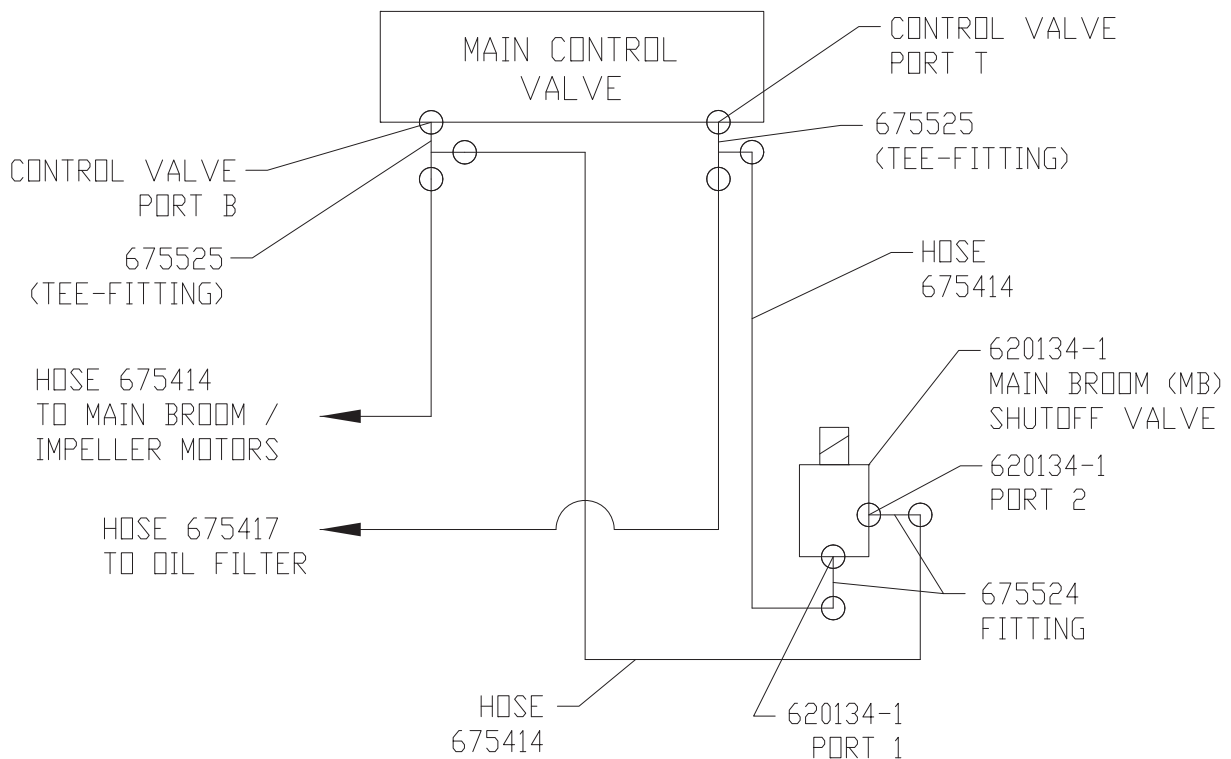 MAIN CONTROL
VALVE
CONTROL VALVE
PORT T
675525
(TEE-FITTING)
CONTROL VALVE
PORT B
675525
(TEE-FITTING)
HOSE
675414
HOSE 675414
TO MAIN BROOM /
IMPELLER MOTORS
620134-1
MAIN BROOM (MB)
SHUTOFF VALVE
620134-1
PORT 2
HOSE 675417
TO OIL FILTER
675524
FITTING
HOSE
675414
620134-1
PORT 1